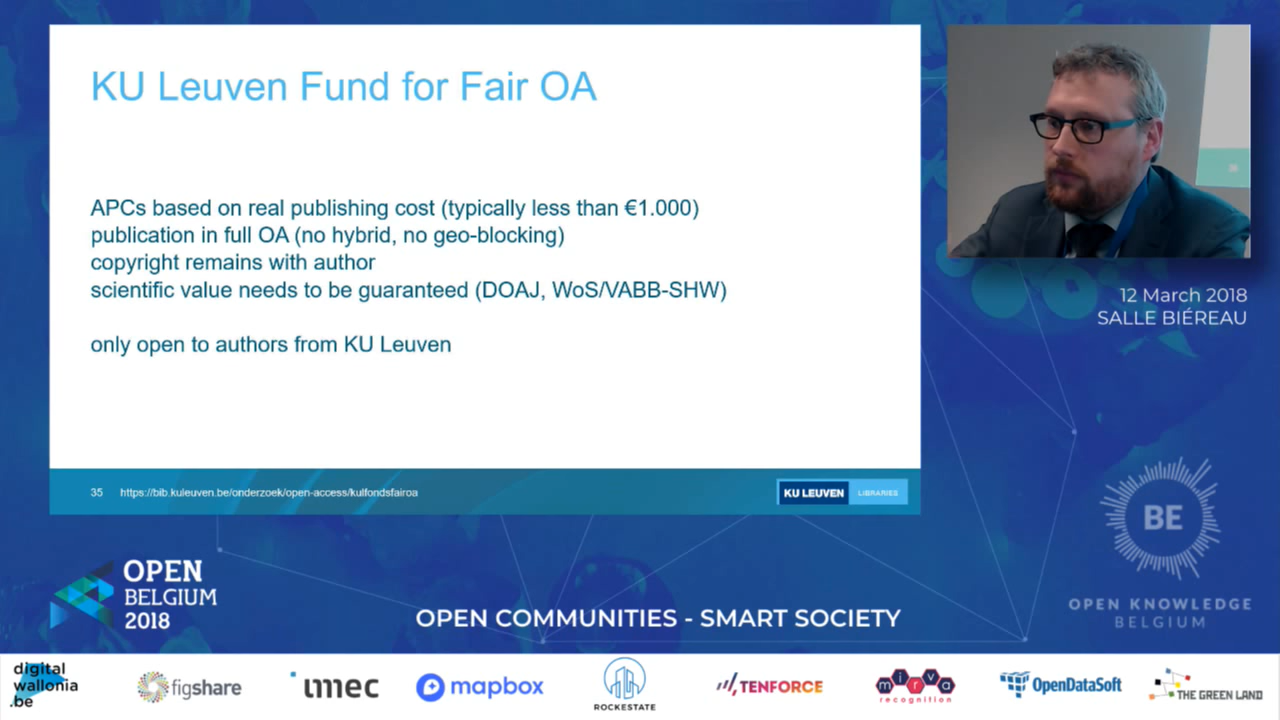 KU Leuven Fund for Fair OA
APCs based on real publishing cost (typically less than €1.000)
publication in full OA (no hybrid, no geo-blocking)
copyright remains with author
scientific value needs to be guaranteed (DOAJ, WoS/VABB-SHW)
only open to authors from KU Leuven
35 https://bib.kuleuven.be/onderzoek/open-access/kulfondsfairoa
KU LEUVEN LIBRARIES
12 March 2018
SALLE BIÉREAU
BE
OPEN KNOWLEDGE
BELGIUM
OPEN
BELGIUM
2018
OPEN COMMUNITIES - SMART SOCIETY
digital
wallonia
.be
figshare
imec
mapbox
ROCKESTATE
TENFORCE
mirva
recognition
OpenDataSoft
THE GREEN LAND